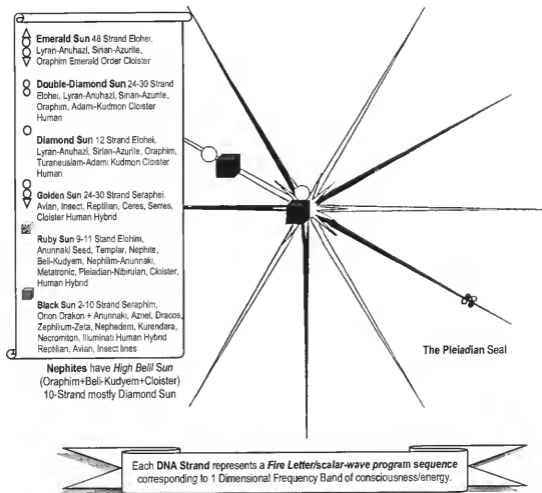 Emerald Sun 48 Strand Elohei,
Lyran-Anuhazi, Sirian-Azurite,
Oraphim Emerald Order Cloister
Double-Diamond Sun 24-30 Strand
Elohei, Lyran-Anuhazi, Sirian-Azurite,
Oraphim, Adami-Kudmon Cloister
Human
Diamond Sun 12 Strand Elohei,
Lyran-Anuhazi, Sirian-Azurite, Oraphim,
Turaneusiam-Adami Kudmon Cloister
Human
Golden Sun 24-30 Strand Seraphei,
Avian, Insect, Reptilian, Ceres, Serres,
Cloister Human Hybrid
Ruby Sun 9-11 Stand Elohim,
Anunnaki Seed, Templar, Nephite,
Beli-Kudyem, Nephilim-Anunnaki,
Metatronic, Pleiadian-Nibiruian, Cloister,
Human Hybrid
Black Sun 2-10 Strand Seraphim,
Orion Drakon + Anunnaki, Azriel, Dracos,
Zephilium-Zeta, Nephedem, Kurendara,
Necromiton, Illuminati Human Hybrid
Reptilian, Avian, Insect lines
Nephites have High Belil Sun
(Oraphim+Beli-Kudyem+Cloister)
10-Strand mostly Diamond Sun
The Pleiadian Seal
Each DNA Strand represents a Fire Letter/scalar-wave program sequence
corresponding to 1 Dimensional Frequency Band of consciousness/energy.